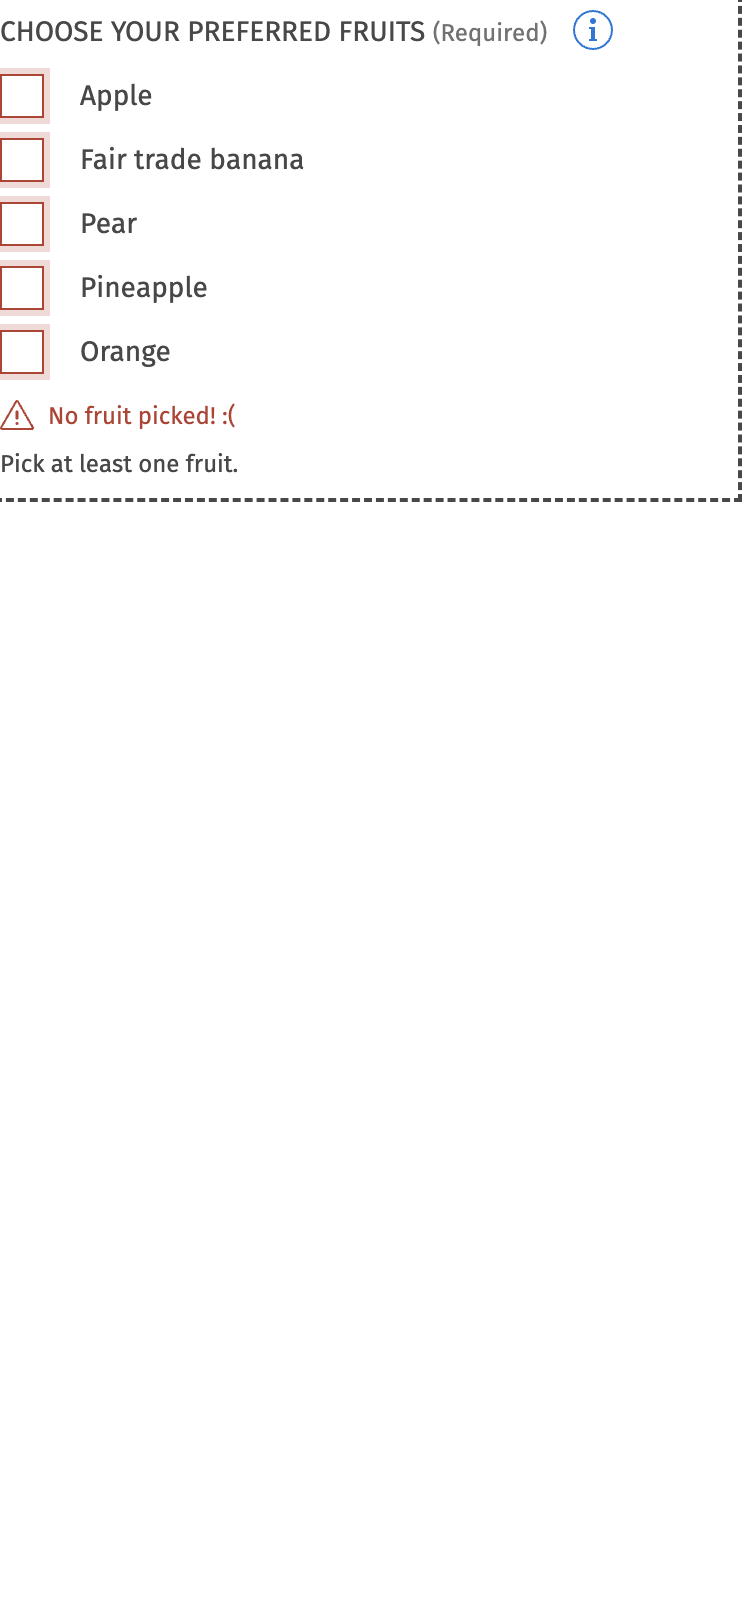 CHOOSE YOUR PREFERRED FRUITS (Required)
Apple
Fair trade banana
Pear
Pineapple
Orange
No fruit picked! :(
Pick at least one fruit.